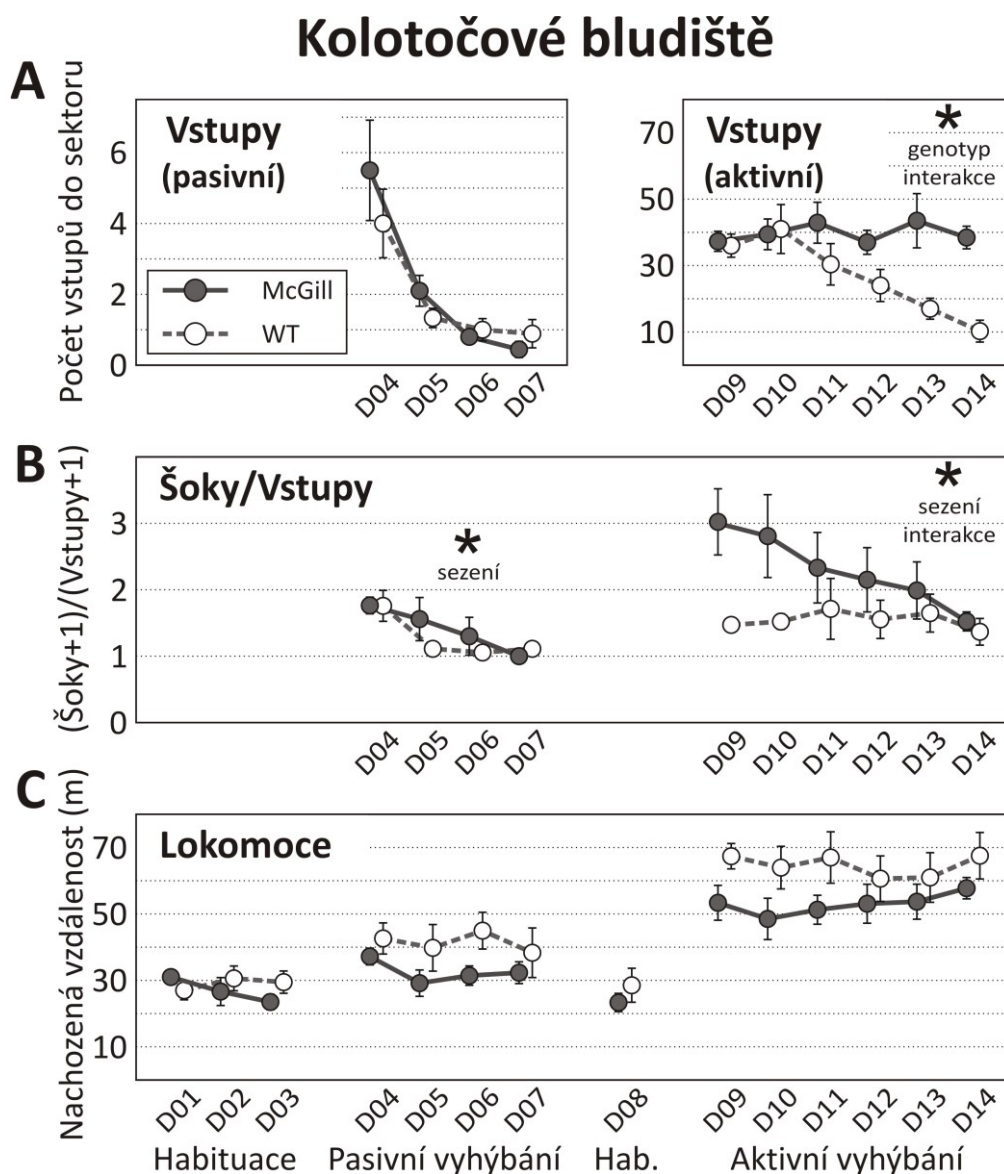 Kolotočové bludiště
A
Počet vstupů do sektoru
Vstupy
(pasivní)
6
4
2
0
McGill
WT
D04 D05 D06 D07
Vstupy
(aktivní)
*
genotyp
interakce
70
50
30
10
D09 D10 D11 D12 D13 D14
B
(Šoky+1)/(Vstupy+1)
Šoky/Vstupy
3
2
1
0
*
sezení
*
sezení
interakce
D04 D05 D06 D07 D09 D10 D11 D12 D13 D14
C
Nachozená vzdálenost (m)
Lokomoce
70
50
30
10
D01 D02 D03 D04 D05 D06 D07 D08 D09 D10 D11 D12 D13 D14
Habituace Pasivní vyhýbání Hab. Aktivní vyhýbání